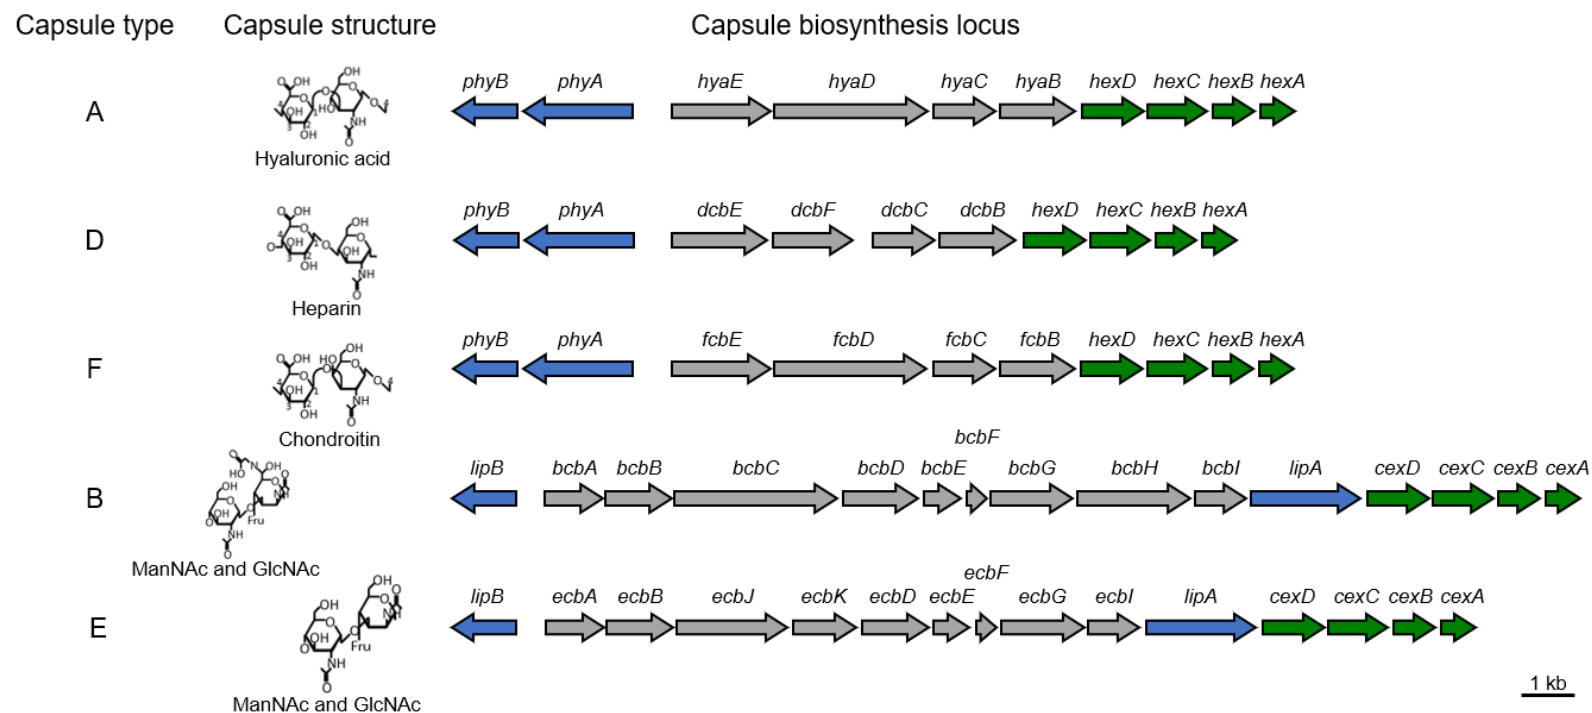 Capsule type Capsule structure Capsule biosynthesis locus
phyB phyA hyaE hyaD hyaC hyaB hexD hexC hexB hexA
A
Hyaluronic acid
phyB phyA dcbE dcbF dcbC dcbB hexD hexC hexB hexA
D
Heparin
phyB phyA fcbE fcbD fcbC fcbB hexD hexC hexB hexA
F
Chondroitin
bcbF
lipB bcbA bcbB bcbC bcbD bcbE bcbG bcbH bcbI lipA cexD cexC cexB cexA
B
Fru
ManNAc and GlcNAc
ecbF
lipB ecbA ecbB ecbJ ecbK ecbD ecbE ecbG ecbI lipA cexD cexC cexB cexA
E
Fru
ManNAc and GlcNAc
1 kb